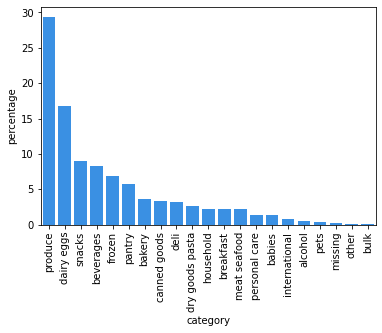 30
25
20
15
10
5
0
percentage
produce
dairy eggs
snacks
beverages
frozen
pantry
bakery
canned goods
deli
dry goods pasta
household
breakfast
meat seafood
personal care
babies
international
alcohol
pets
missing
other
bulk
category